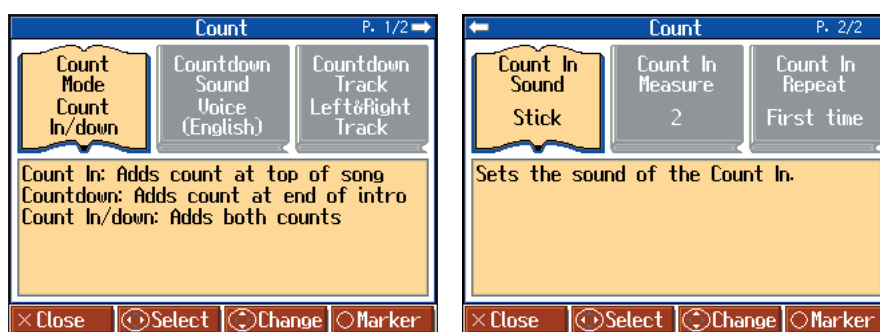 Count P. 1/2
Count Mode
Count In/down
Countdown Sound
Voice (English)
Countdown Track
Left&Right Track
Count In: Adds count at top of song
Countdown: Adds count at end of intro
Count In/down: Adds both counts
× Close Select Change ○ Marker
Count P. 2/2
Count In Sound
Stick
Count In Measure
2
Count In Repeat
First time
Sets the sound of the Count In.
× Close Select Change ○ Marker